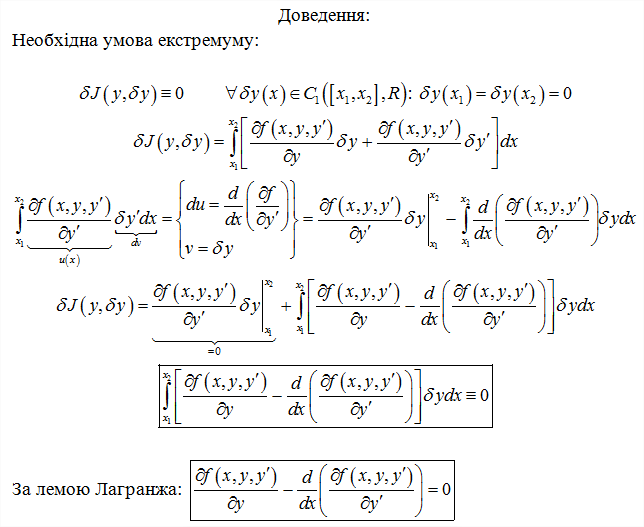 Доведення:
Необхідна умова екстремуму:
δJ(y,δy) ≡ 0    ∀δy(x) ∈ C₁([x₁,x₂],R): δy(x₁) = δy(x₂) = 0
δJ(y,δy) = ∫_{x₁}^{x₂} [ ∂f(x,y,y′)/∂y δy + ∂f(x,y,y′)/∂y′ δy′ ] dx
∫_{x₁}^{x₂} \underbrace{∂f(x,y,y′)/∂y′}_{u(x)} \underbrace{δy′dx}_{dv} = { du = d/dx (∂f/∂y′) ; v = δy } = ∂f(x,y,y′)/∂y′ δy |_{x₁}^{x₂} − ∫_{x₁}^{x₂} d/dx ( ∂f(x,y,y′)/∂y′ ) δydx
δJ(y,δy) = \underbrace{∂f(x,y,y′)/∂y′ δy |_{x₁}^{x₂}}_{=0} + ∫_{x₁}^{x₂} [ ∂f(x,y,y′)/∂y − d/dx ( ∂f(x,y,y′)/∂y′ ) ] δydx
∫_{x₁}^{x₂} [ ∂f(x,y,y′)/∂y − d/dx ( ∂f(x,y,y′)/∂y′ ) ] δydx ≡ 0
За лемою Лагранжа: ∂f(x,y,y′)/∂y − d/dx ( ∂f(x,y,y′)/∂y′ ) = 0